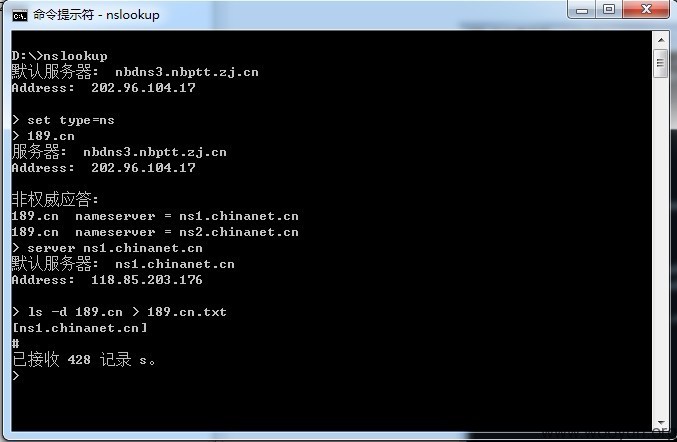 命令提示符 - nslookup
D:\>nslookup
默认服务器:  nbdns3.nbptt.zj.cn
Address:  202.96.104.17
> set type=ns
> 189.cn
服务器:  nbdns3.nbptt.zj.cn
Address:  202.96.104.17
非权威应答:
189.cn  nameserver = ns1.chinanet.cn
189.cn  nameserver = ns2.chinanet.cn
> server ns1.chinanet.cn
默认服务器:  ns1.chinanet.cn
Address:  118.85.203.176
> ls -d 189.cn > 189.cn.txt
[ns1.chinanet.cn]
#
已接收 428 记录 s。
>